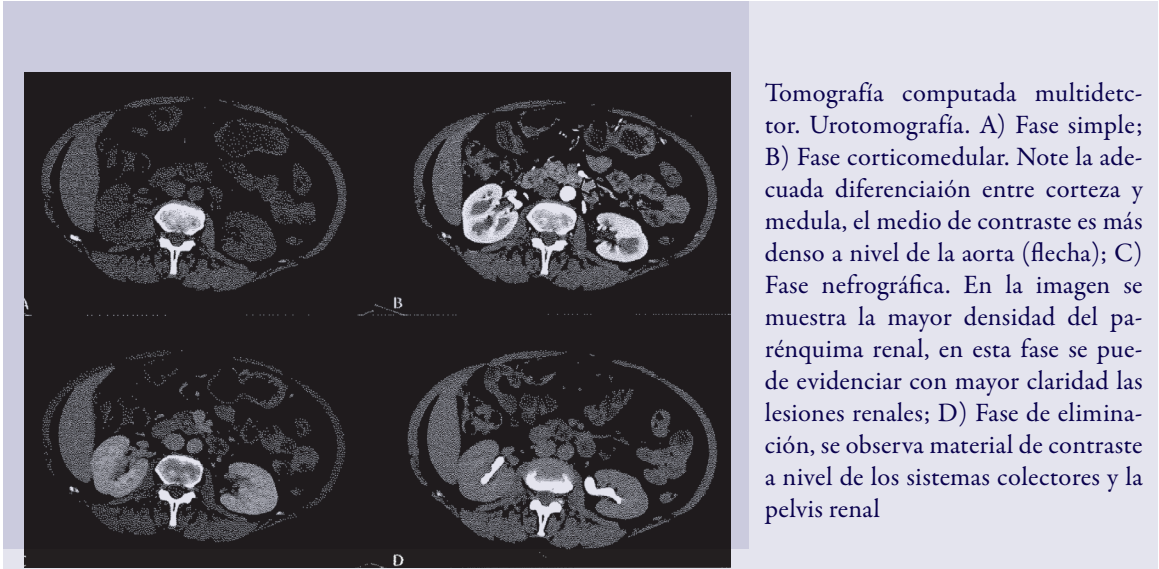 A
B
D
Tomografía computada multidetc-
tor. Urotomografía. A) Fase simple;
B) Fase corticomedular. Note la ade-
cuada diferenciaión entre corteza y
medula, el medio de contraste es más
denso a nivel de la aorta (flecha); C)
Fase nefrográfica. En la imagen se
muestra la mayor densidad del pa-
rénquima renal, en esta fase se pue-
de evidenciar con mayor claridad las
lesiones renales; D) Fase de elimina-
ción, se observa material de contraste
a nivel de los sistemas colectores y la
pelvis renal